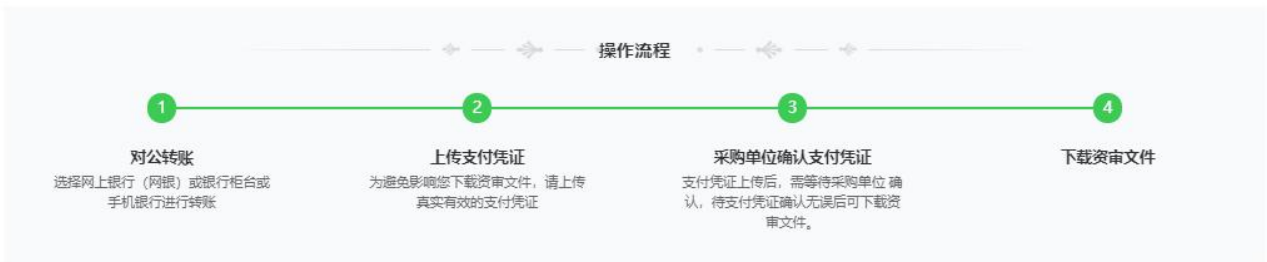 操作流程
1
2
3
4
对公转账
上传支付凭证
采购单位确认支付凭证
下载资审文件
选择网上银行（网银）或银行柜台或
手机银行进行转账
为避免影响您下载资审文件，请上传
真实有效的支付凭证
支付凭证上传后，需等待采购单位 确
认，待支付凭证确认无误后可下载资
审文件。